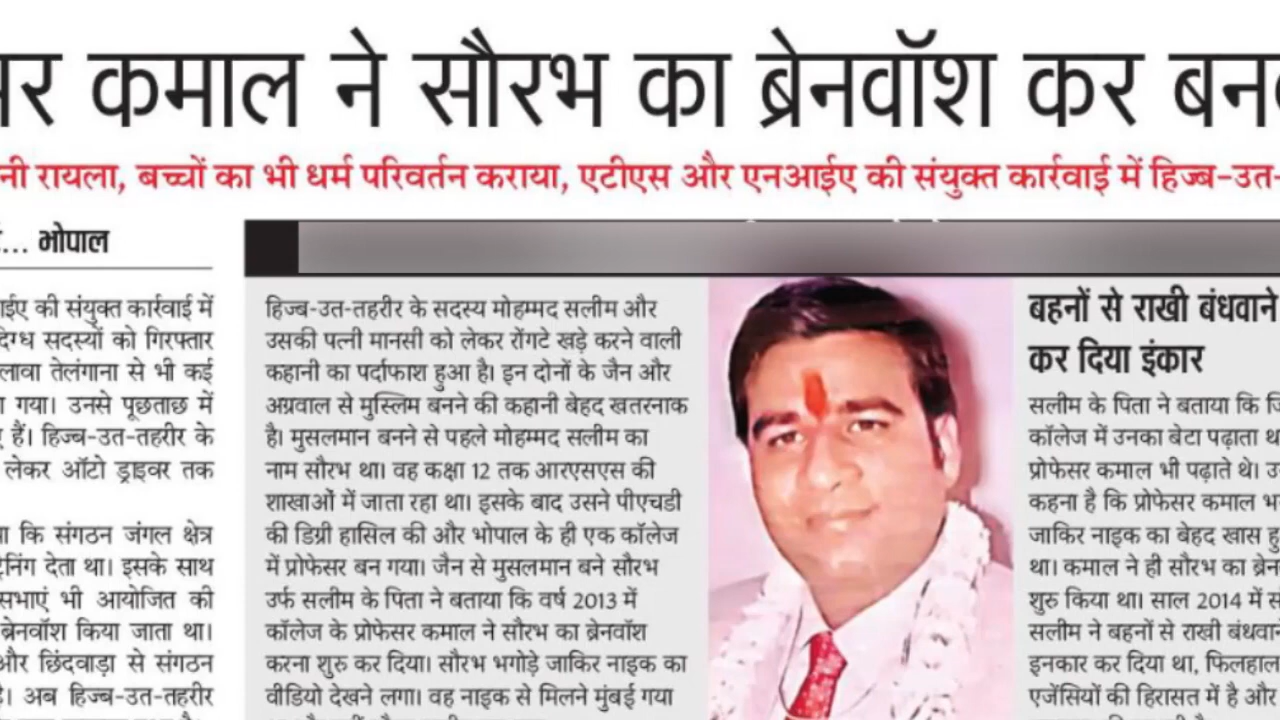 कमाल ने सौरभ का ब्रेनवॉश कर
रायला, बच्चों का भी धर्म परिवर्तन कराया, एटीएस और एनआईए की संयुक्त कार्रवाई में हिज्ब-उत-
भोपाल
की संयुक्त कार्रवाई में
सदस्यों को गिरफ्तार
तेलंगाना से भी कई
गया। उनसे पूछताछ में
हैं। हिज्ब-उत-तहरीर के
लेकर ऑटो ड्राइवर तक
कि संगठन जंगल क्षेत्र
देता था। इसके साथ
भी आयोजित की
ब्रेनवॉश किया जाता था।
और छिंदवाड़ा से संगठन
अब हिज्ब-उत-तहरीर
हिज्ब-उत-तहरीर के सदस्य मोहम्मद सलीम और
उसकी पत्नी मानसी को लेकर रोंगटे खड़े करने वाली
कहानी का पर्दाफाश हुआ है। इन दोनों के जैन और
अग्रवाल से मुस्लिम बनने की कहानी बेहद खतरनाक
है। मुसलमान बनने से पहले मोहम्मद सलीम का
नाम सौरभ था। वह कक्षा 12 तक आरएसएस की
शाखाओं में जाता रहा था। इसके बाद उसने पीएचडी
की डिग्री हासिल की और भोपाल के ही एक कॉलेज
में प्रोफेसर बन गया। जैन से मुसलमान बने सौरभ
उर्फ सलीम के पिता ने बताया कि वर्ष 2013 में
कॉलेज के प्रोफेसर कमाल ने सौरभ का ब्रेनवॉश
करना शुरु कर दिया। सौरभ भगोड़े जाकिर नाइक का
वीडियो देखने लगा। वह नाइक से मिलने मुंबई गया
बहनों से राखी बंधवाने
कर दिया इंकार
सलीम के पिता ने बताया कि
कॉलेज में उनका बेटा पढ़ाता
प्रोफेसर कमाल भी पढ़ाते थे।
कहना है कि प्रोफेसर कमाल
जाकिर नाइक का बेहद खास
था। कमाल ने ही सौरभ का
शुरु किया था। साल 2014 में
सलीम ने बहनों से राखी
इनकार कर दिया था, फिलहाल
एजेंसियों की हिरासत में है और